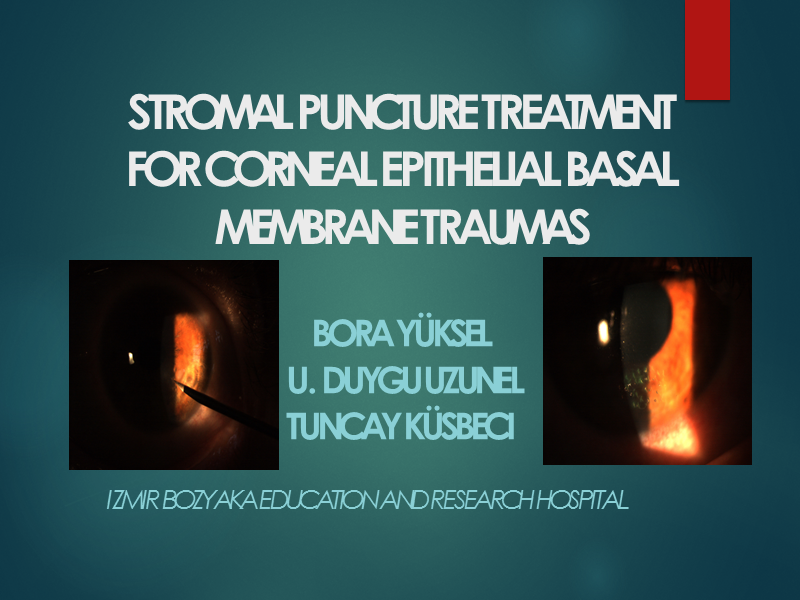 STROMAL PUNCTURE TREATMENT
FOR CORNEAL EPITHELIAL BASAL
MEMBRANE TRAUMAS
BORA YÜKSEL
U. DUYGU UZUNEL
TUNCAY KÜSBECI
IZMIR BOZYAKA EDUCATION AND RESEARCH HOSPITAL